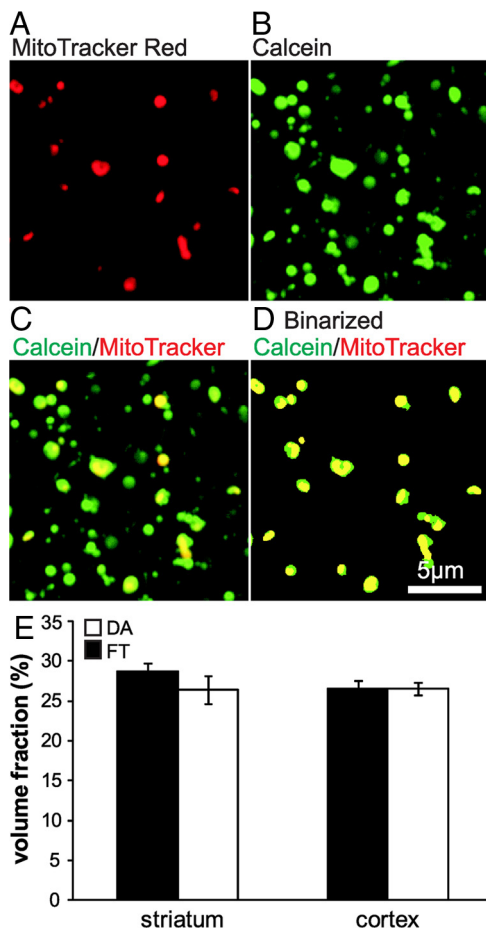 A
MitoTracker Red
B
Calcein
C
Calcein/MitoTracker
D Binarized
Calcein/MitoTracker
5µm
E
DA
FT
volume fraction (%)
35
30
25
20
15
10
5
0
striatum
cortex